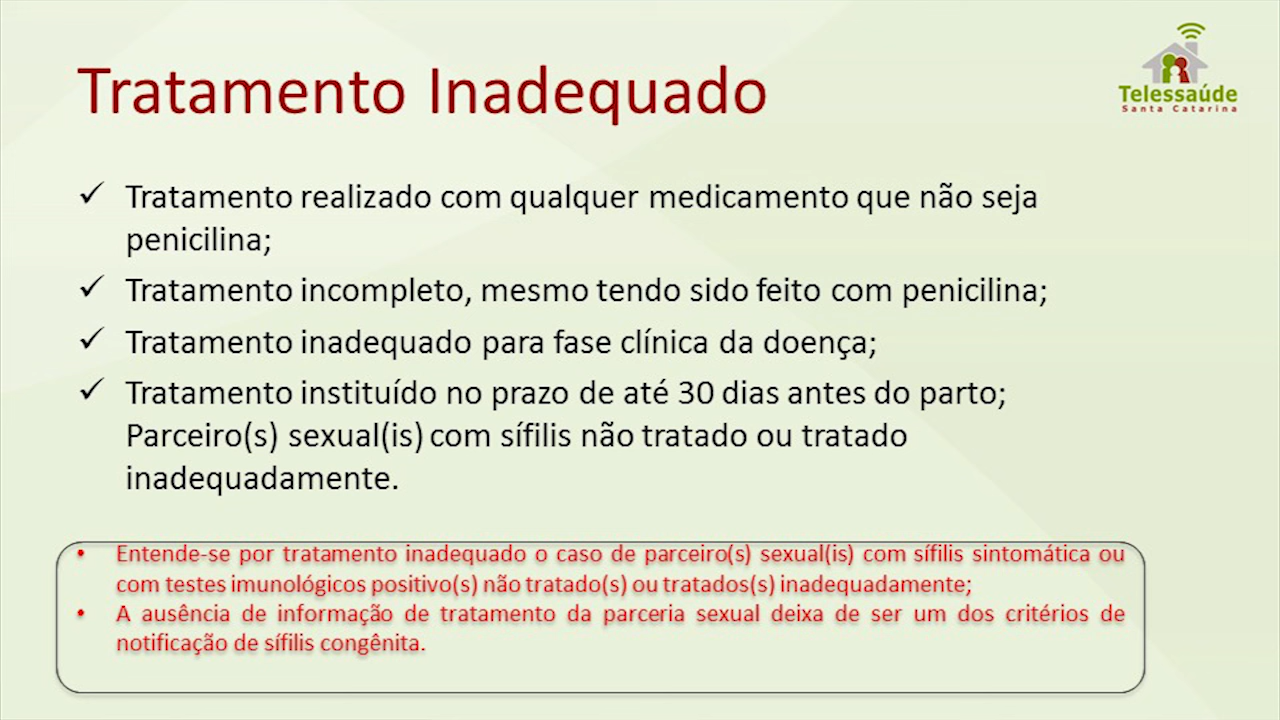 Tratamento Inadequado
Telessaúde
Santa Catarina
✓ Tratamento realizado com qualquer medicamento que não seja
penicilina;
✓ Tratamento incompleto, mesmo tendo sido feito com penicilina;
✓ Tratamento inadequado para fase clínica da doença;
✓ Tratamento instituído no prazo de até 30 dias antes do parto;
Parceiro(s) sexual(is) com sífilis não tratado ou tratado
inadequadamente.
• Entende-se por tratamento inadequado o caso de parceiro(s) sexual(is) com sífilis sintomática ou
com testes imunológicos positivo(s) não tratado(s) ou tratados(s) inadequadamente;
• A ausência de informação de tratamento da parceria sexual deixa de ser um dos critérios de
notificação de sífilis congênita.